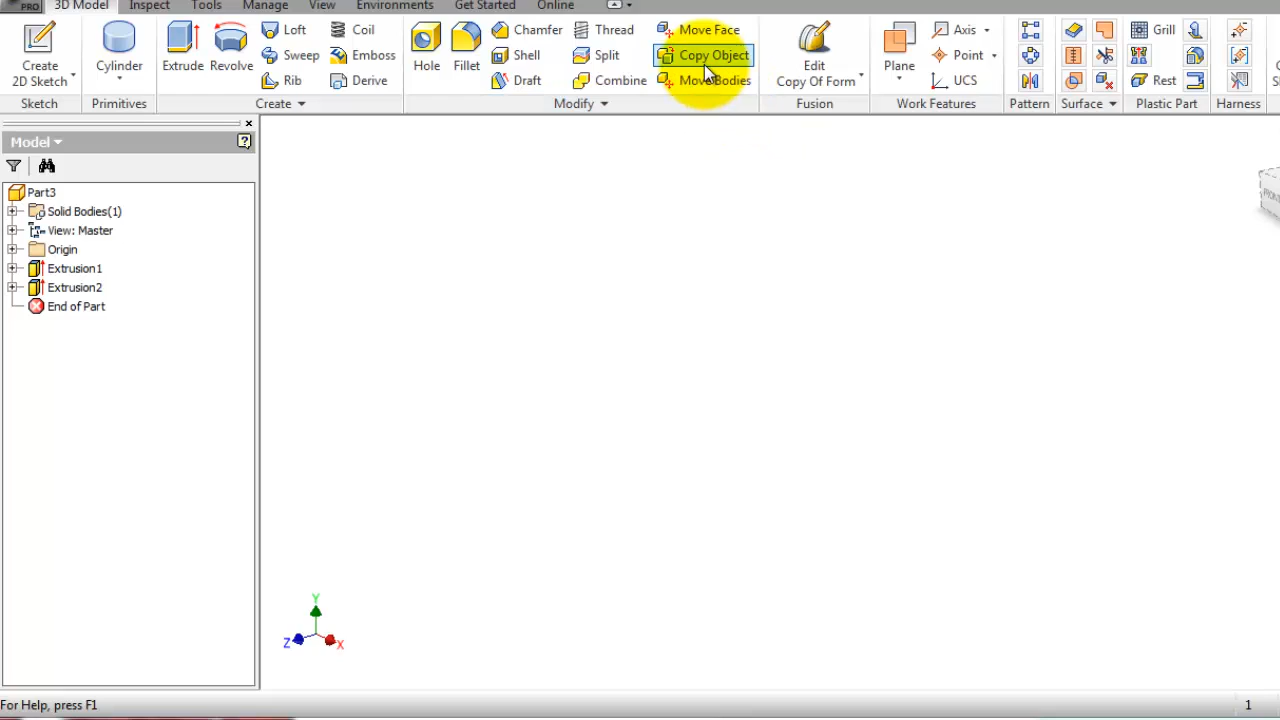 PRO 3D Model Inspect Tools Manage View Environments Get Started Online
Create
2D Sketch
Sketch
Cylinder
Primitives
Extrude
Revolve
Loft
Sweep
Rib
Coil
Emboss
Derive
Create
Hole
Fillet
Chamfer
Shell
Draft
Thread
Split
Combine
Move Face
Copy Object
Move Bodies
Modify
Edit
Copy Of Form
Fusion
Plane
Axis
Point
UCS
Work Features
Pattern
Surface
Grill
Rest
Plastic Part
Harness
Model
Part3
Solid Bodies(1)
View: Master
Origin
Extrusion1
Extrusion2
End of Part
Y
Z
X
For Help, press F1
1